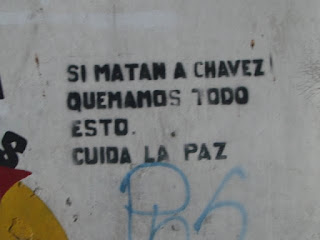 SI MATAN A CHAVEZ!
QUEMAMOS TODO
ESTO.
CUIDA LA PAZ